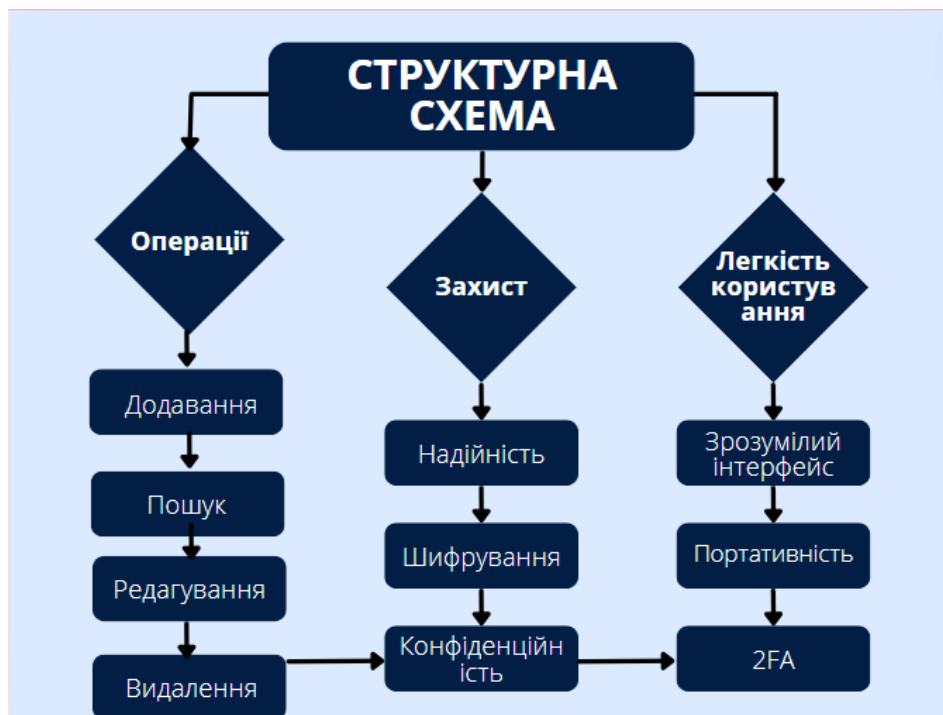 СТРУКТУРНА
СХЕМА
Операції
Захист
Легкість
користув
ання
Додавання
Пошук
Редагування
Видалення
Надійність
Шифрування
Конфіденційн
ість
Зрозумілий
інтерфейс
Портативність
2FA